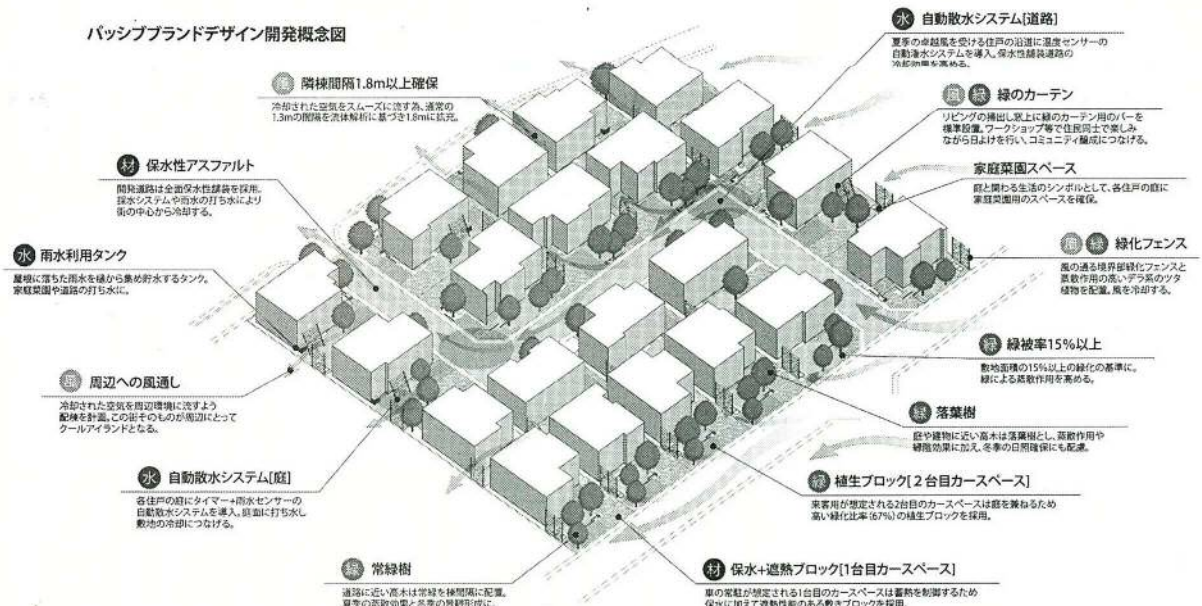 パッシブブランドデザイン開発概念図
水 自動散水システム[道路]
夏季の卓越風を受ける住戸の沿道に温度センサーの
自動潅水システムを導入。保水性舗装道路の
冷却効果を高める。
風 隣棟間隔1.8m以上確保
冷却された空気をスムーズに流す為、通常の
1.3mの間隔を流体解析に基づき1.8mに拡充。
風 緑 緑のカーテン
リビングの掃出し窓上に緑のカーテン用のバーを
標準設置。ワークショップ等で住民同士で楽しみ
ながら日よけを行い、コミュニティ醸成につなげる。
材 保水性アスファルト
開発道路は全面保水性舗装を採用。
散水システムや雨水の打ち水により
街の中心から冷却する。
家庭菜園スペース
庭と関わる生活のシンボルとして、各住戸の庭に
家庭菜園用のスペースを確保。
水 雨水利用タンク
屋根に落ちた雨水を樋から集め貯水するタンク。
家庭菜園や道路の打ち水に。
風 緑 緑化フェンス
風の通る境界部緑化フェンスと
蒸散作用の高いテラ系のツタ
植物を配置。風を冷却する。
緑 緑被率15%以上
敷地面積の15%以上の緑化の基準に。
緑による蒸散作用を高める。
風 周辺への風通し
冷却された空気を周辺環境に流すよう
配棟を計画。この街そのものが周辺にとって
クールアイランドとなる。
緑 落葉樹
庭や建物に近い高木は落葉樹とし、蒸散作用や
緑陰効果に加え、冬季の日照確保にも配慮。
水 自動散水システム[庭]
各住戸の庭にタイマー+雨水センサーの
自動散水システムを導入。庭面に打ち水し
敷地の冷却につなげる。
緑 植生ブロック[2台目カースペース]
来客用が想定される2台目のカースペースは庭を兼ねるため
高い緑化比率(67%)の植生ブロックを採用。
緑 常緑樹
道路に近い高木は常緑を棟間隔に配置。
夏季の蒸散効果と冬季の景観形成に。
材 保水+遮熱ブロック[1台目カースペース]
車の常駐が想定される1台目のカースペースは蓄熱を制御するため
保水に加えて遮熱性能のある敷きブロックを採用。